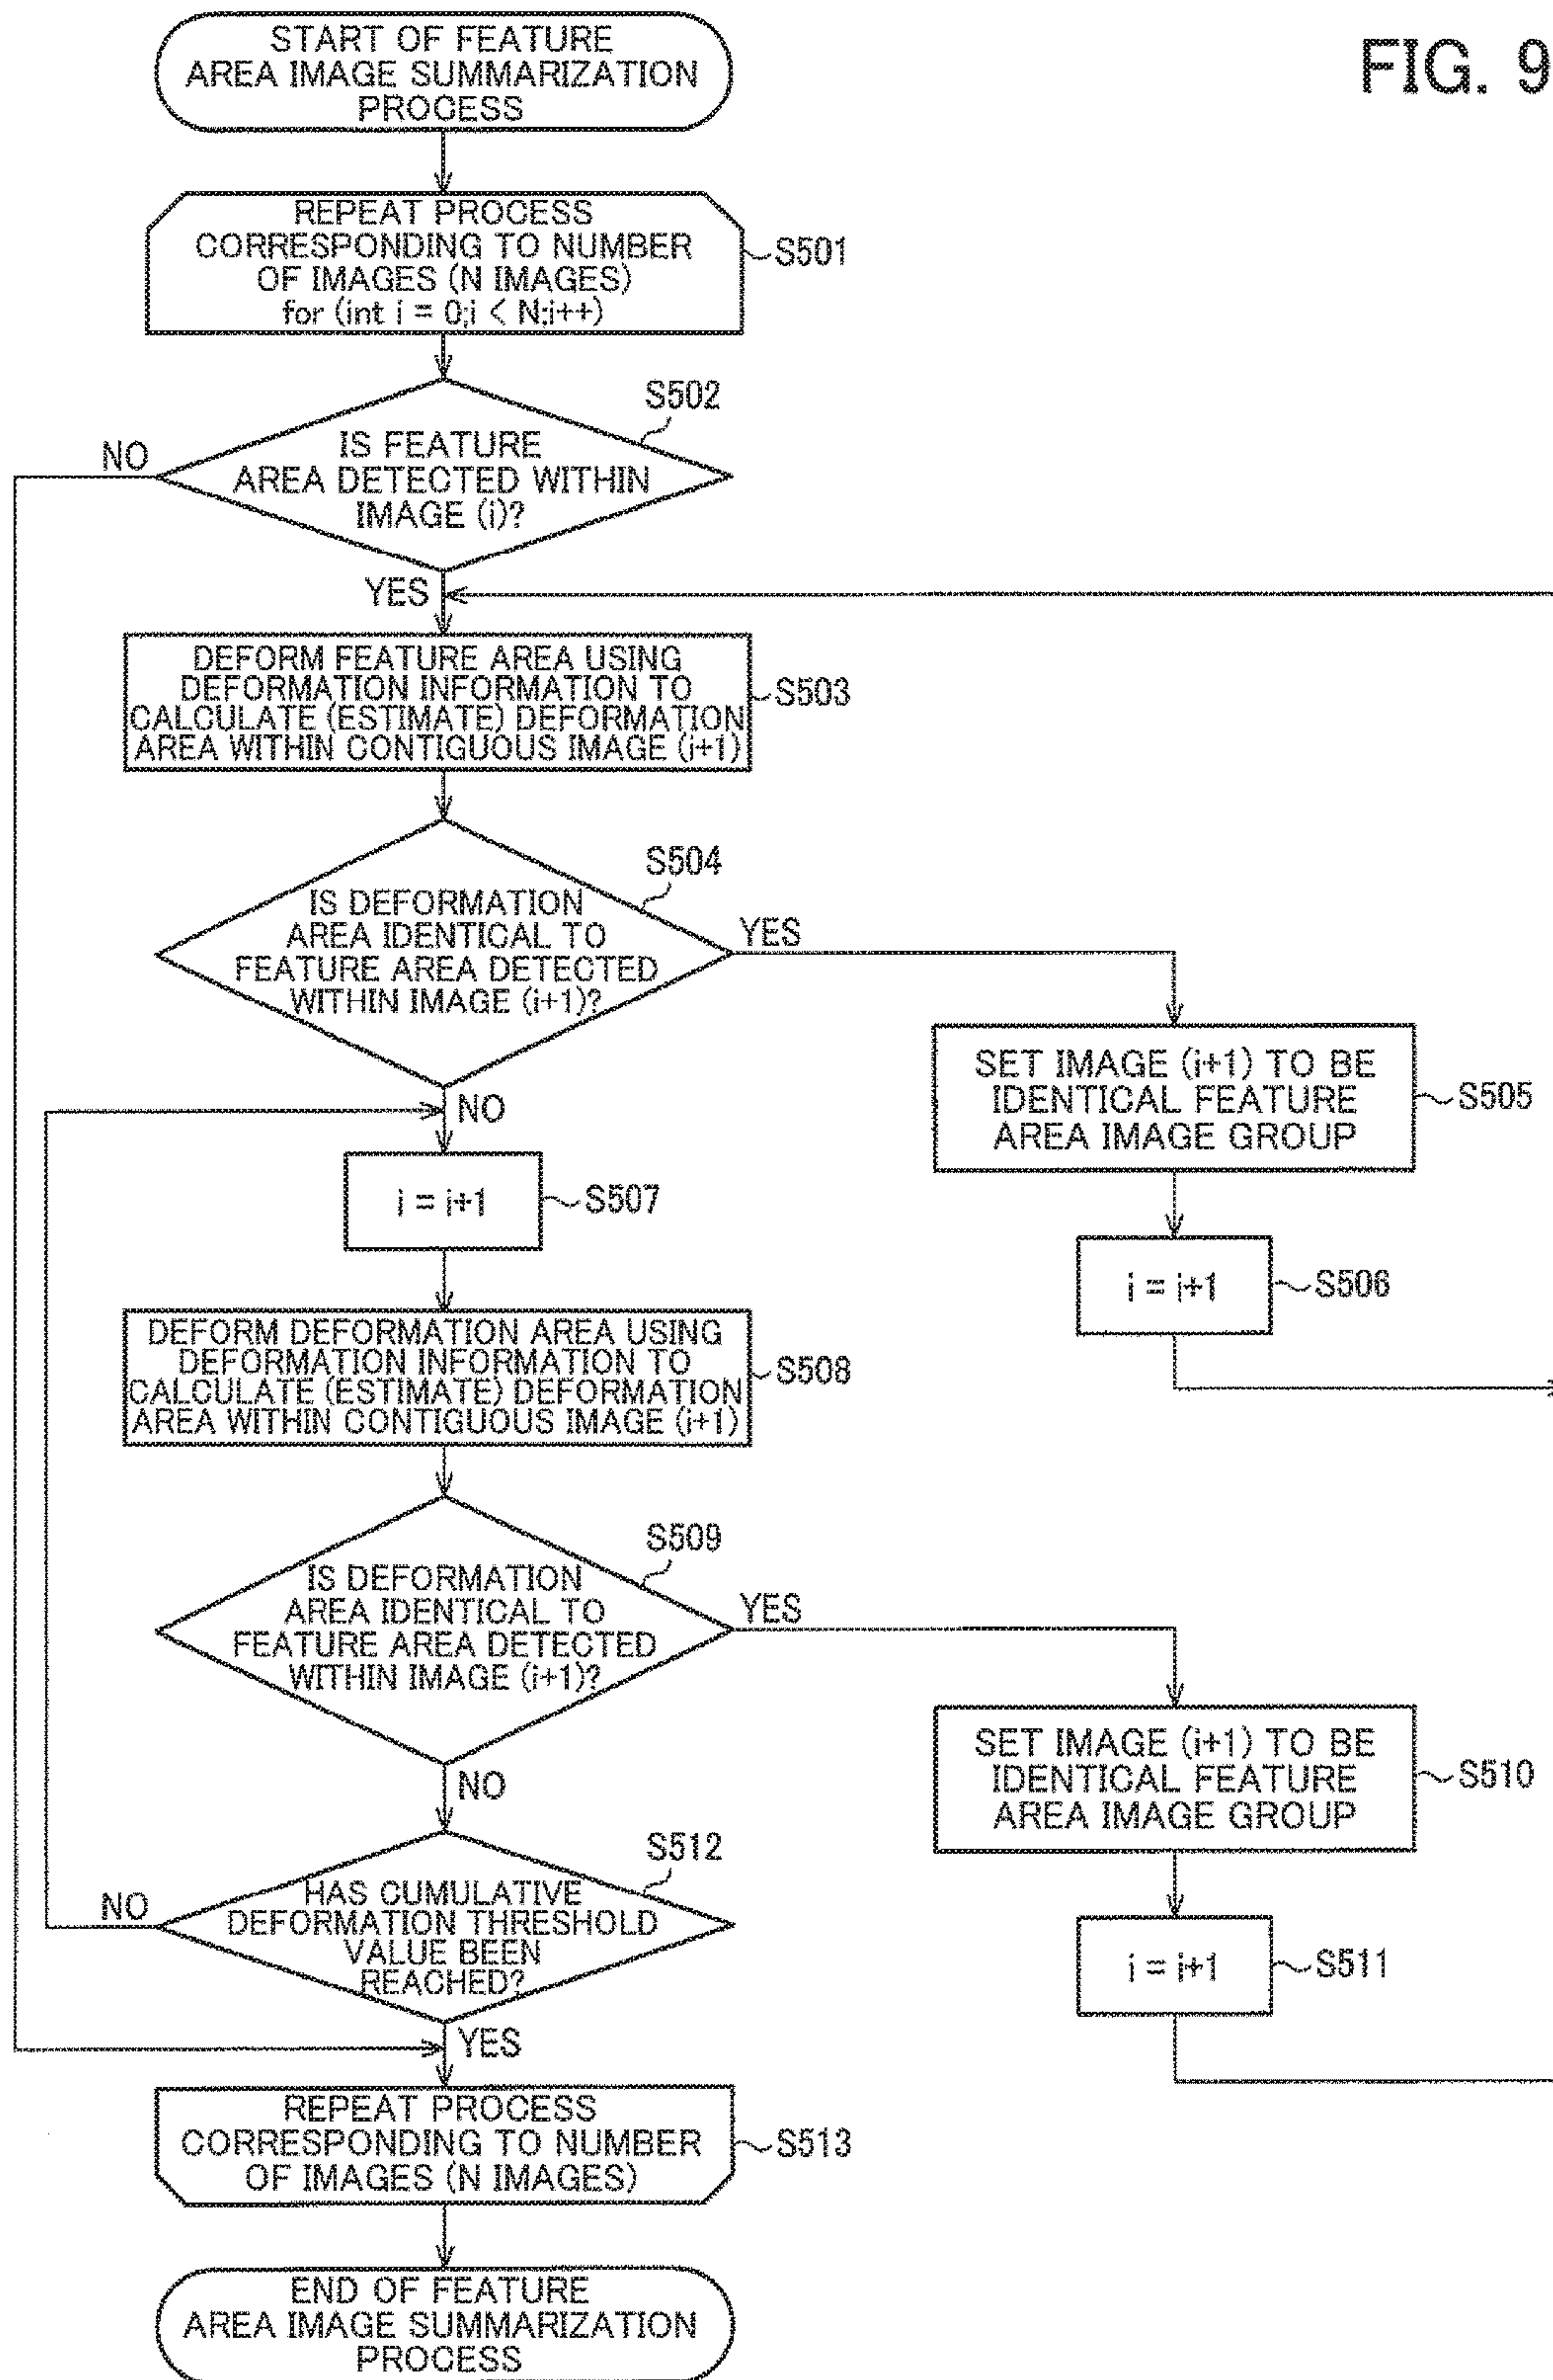 FIG. 9
START OF FEATURE
AREA IMAGE SUMMARIZATION
PROCESS
REPEAT PROCESS
CORRESPONDING TO NUMBER
OF IMAGES (N IMAGES)
for (int i = 0;i < N;i++)
S501
S502
IS FEATURE
AREA DETECTED WITHIN
IMAGE (i)?
NO
YES
DEFORM FEATURE AREA USING
DEFORMATION INFORMATION TO
CALCULATE (ESTIMATE) DEFORMATION
AREA WITHIN CONTIGUOUS IMAGE (i+1)
S503
S504
IS DEFORMATION
AREA IDENTICAL TO
FEATURE AREA DETECTED
WITHIN IMAGE (i+1)?
YES
NO
SET IMAGE (i+1) TO BE
IDENTICAL FEATURE
AREA IMAGE GROUP
S505
i = i+1
S506
i = i+1
S507
DEFORM DEFORMATION AREA USING
DEFORMATION INFORMATION TO
CALCULATE (ESTIMATE) DEFORMATION
AREA WITHIN CONTIGUOUS IMAGE (i+1)
S508
S509
IS DEFORMATION
AREA IDENTICAL TO
FEATURE AREA DETECTED
WITHIN IMAGE (i+1)?
YES
NO
SET IMAGE (i+1) TO BE
IDENTICAL FEATURE
AREA IMAGE GROUP
S510
i = i+1
S511
S512
HAS CUMULATIVE
DEFORMATION THRESHOLD
VALUE BEEN
REACHED?
NO
YES
REPEAT PROCESS
CORRESPONDING TO NUMBER
OF IMAGES (N IMAGES)
S513
END OF FEATURE
AREA IMAGE SUMMARIZATION
PROCESS